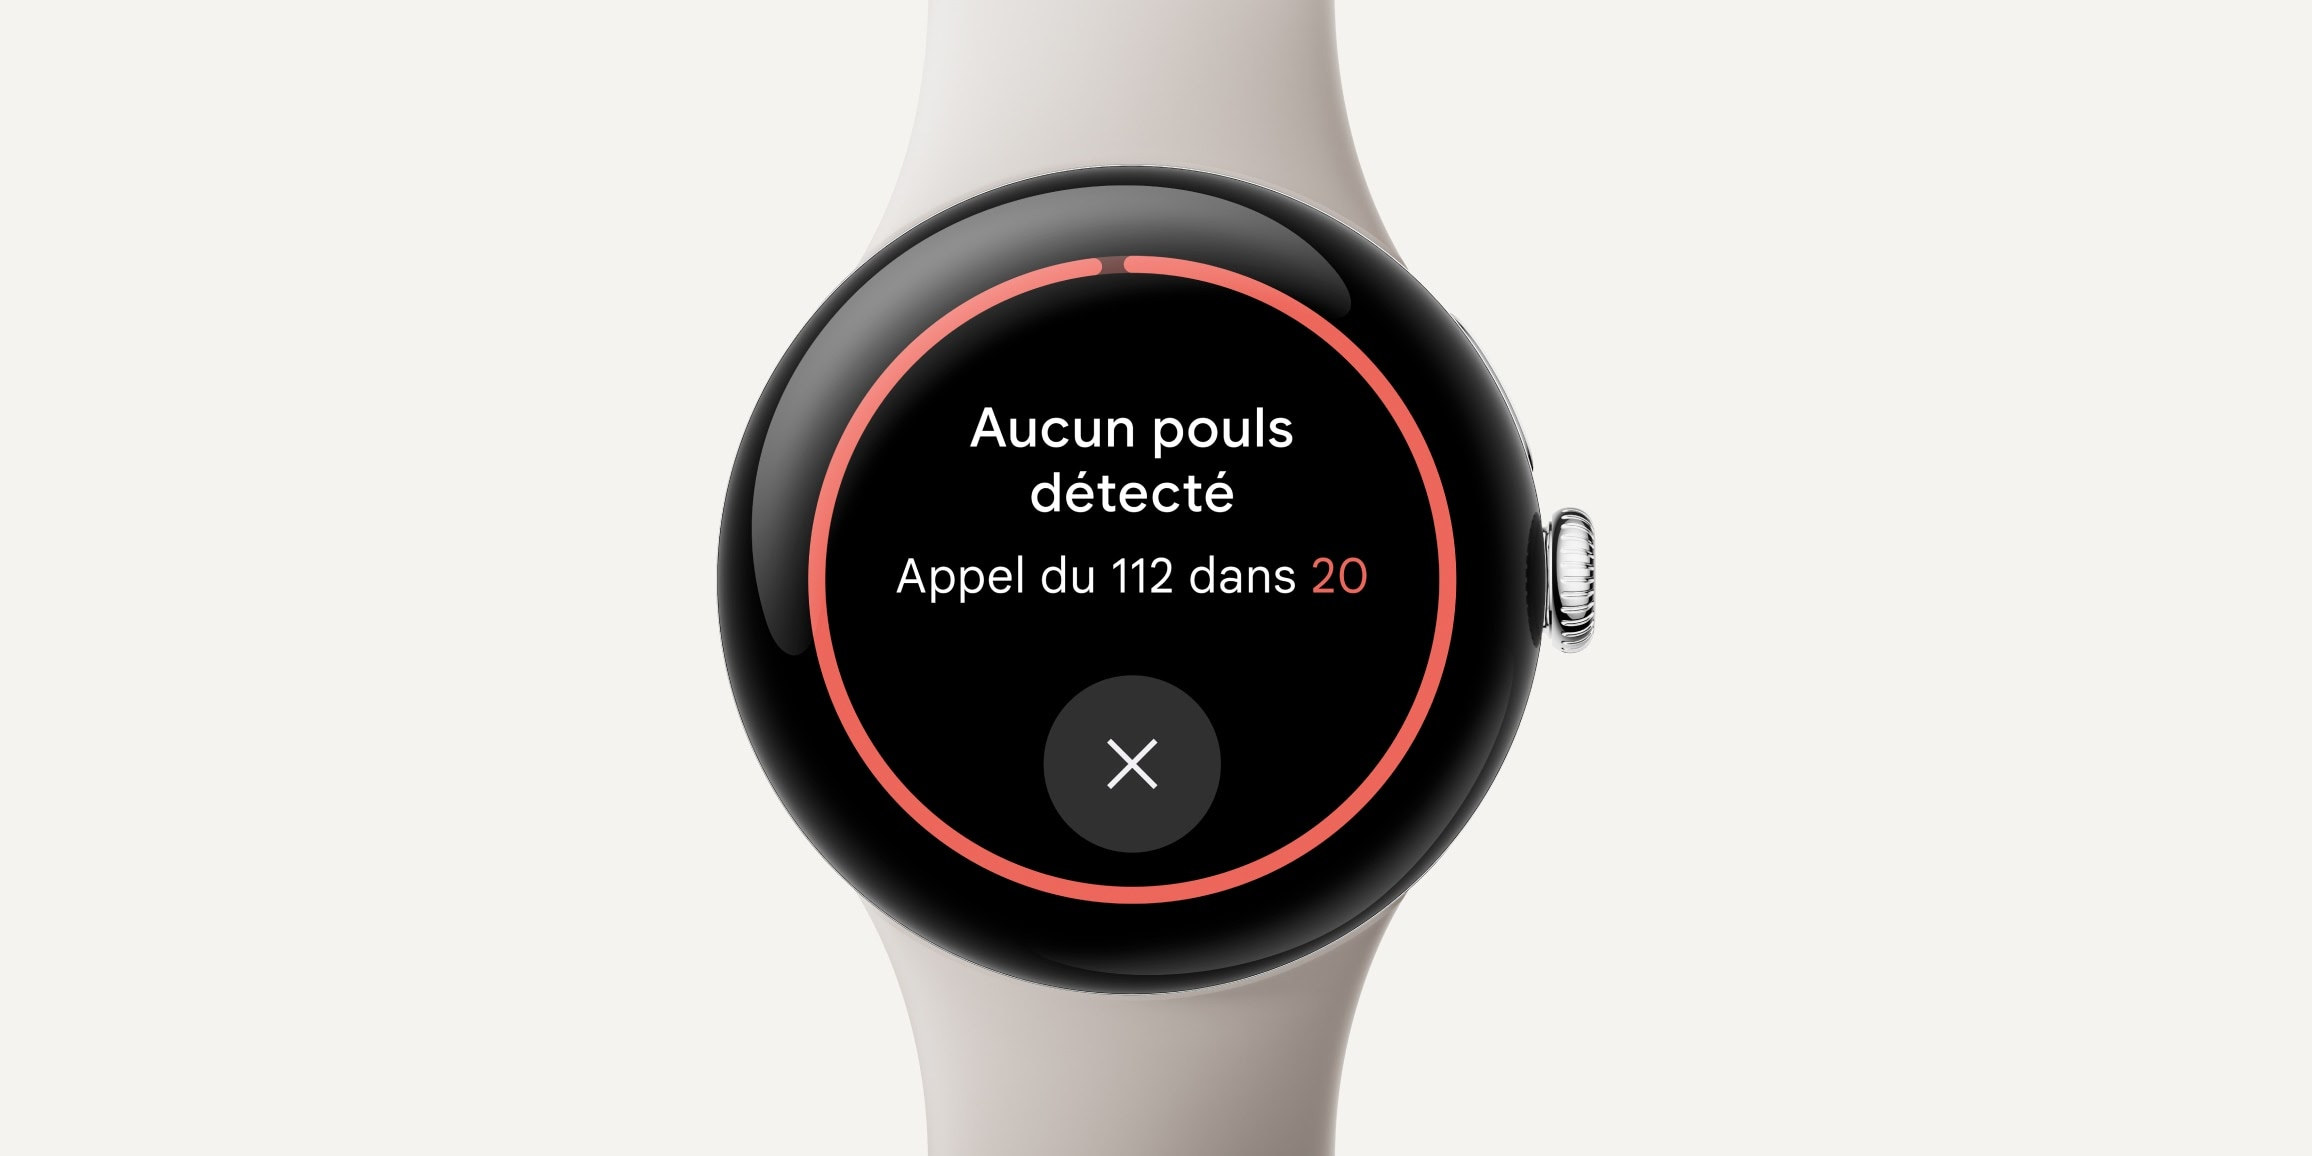 Aucun pouls
détecté
Appel du 112 dans 20